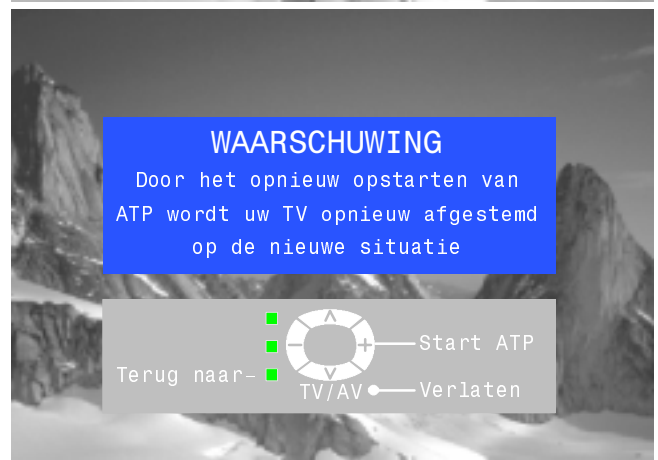 WAARSCHUWING
Door het opnieuw opstarten van
ATP wordt uw TV opnieuw afgestemd
op de nieuwe situatie
Start ATP
Terug naar
TV/AV
Verlaten